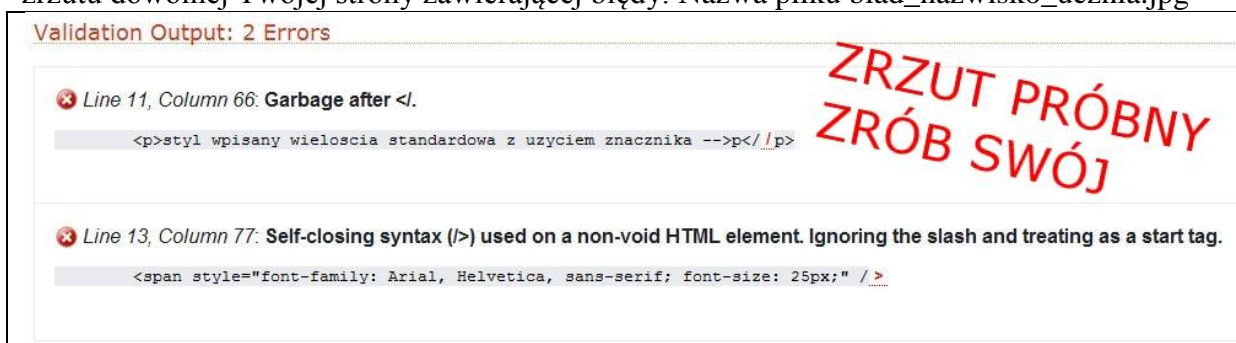 zrzutu dowolnej Twojej strony zawierającej błędy. Nazwa pliku blad_nazwisko_ucznia.jpg
Validation Output: 2 Errors
Line 11, Column 66: Garbage after </.
<p>styl wpisany wieloscia standardowa z uzyciem znacznika -->p<//p>
ZRZUT PRÓBNY
ZRÓB SWÓJ
Line 13, Column 77: Self-closing syntax (/>) used on a non-void HTML element. Ignoring the slash and treating as a start tag.
<span style="font-family: Arial, Helvetica, sans-serif; font-size: 25px;" />